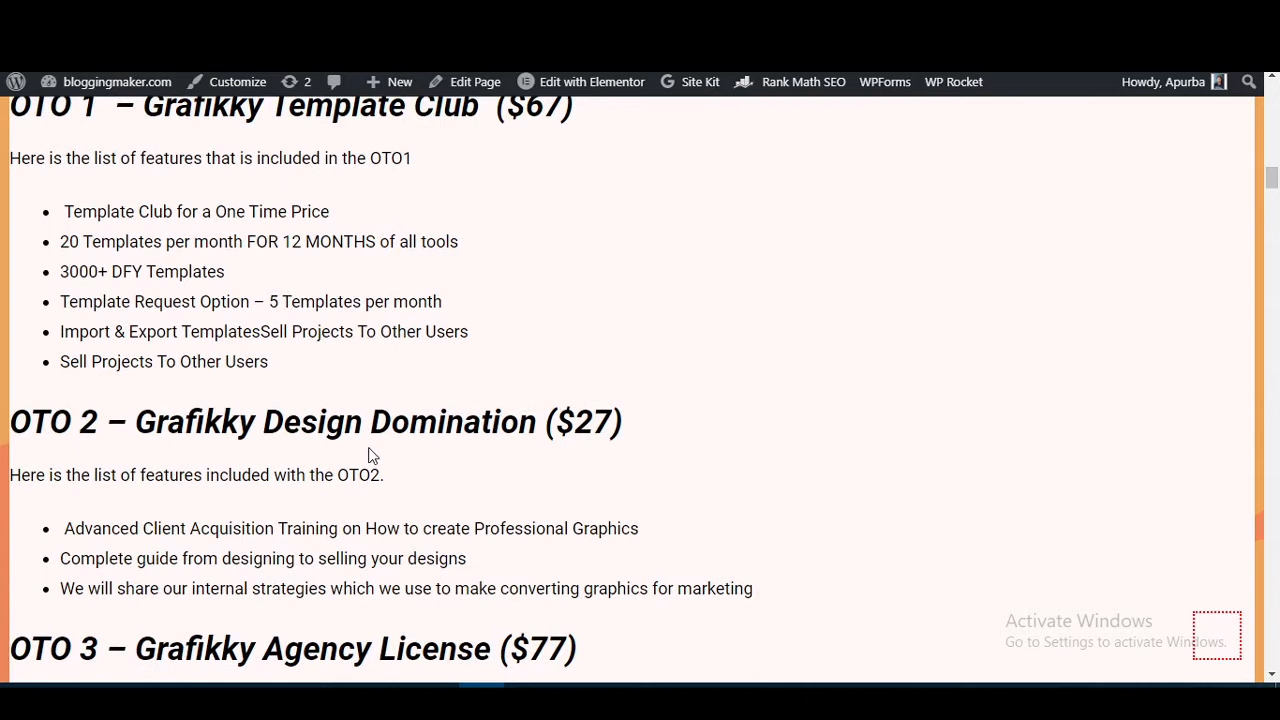 bloggingmaker.com Customize 2 New Edit Page Edit with Elementor Site Kit Rank Math SEO WPForms WP Rocket Howdy, Apurba
OTO 1 – Grafikky Template Club ($67)
Here is the list of features that is included in the OTO1
Template Club for a One Time Price
20 Templates per month FOR 12 MONTHS of all tools
3000+ DFY Templates
Template Request Option – 5 Templates per month
Import & Export TemplatesSell Projects To Other Users
Sell Projects To Other Users
OTO 2 – Grafikky Design Domination ($27)
Here is the list of features included with the OTO2.
Advanced Client Acquisition Training on How to create Professional Graphics
Complete guide from designing to selling your designs
We will share our internal strategies which we use to make converting graphics for marketing
Activate Windows
Go to Settings to activate Windows.
OTO 3 – Grafikky Agency License ($77)